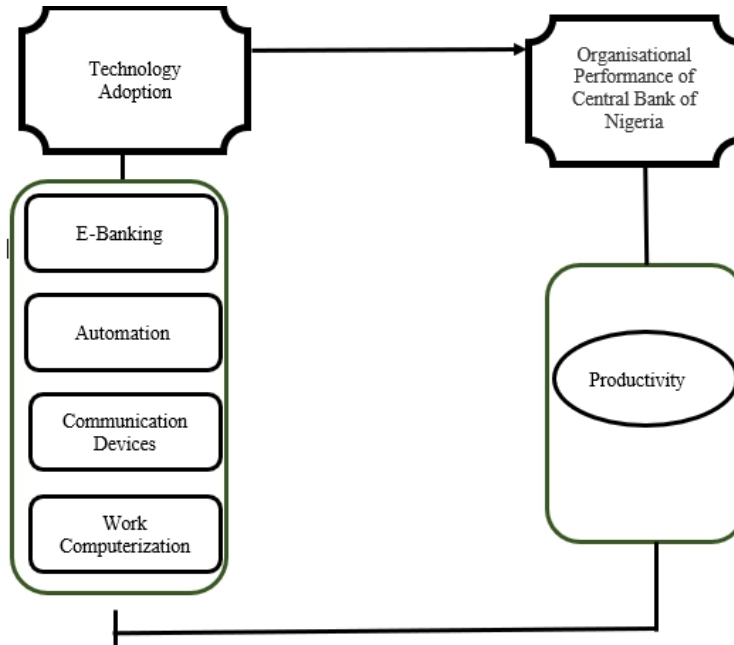 Technology
Adoption
Organisational
Performance of
Central Bank of
Nigeria
E-Banking
Automation
Communication
Devices
Work
Computerization
Productivity